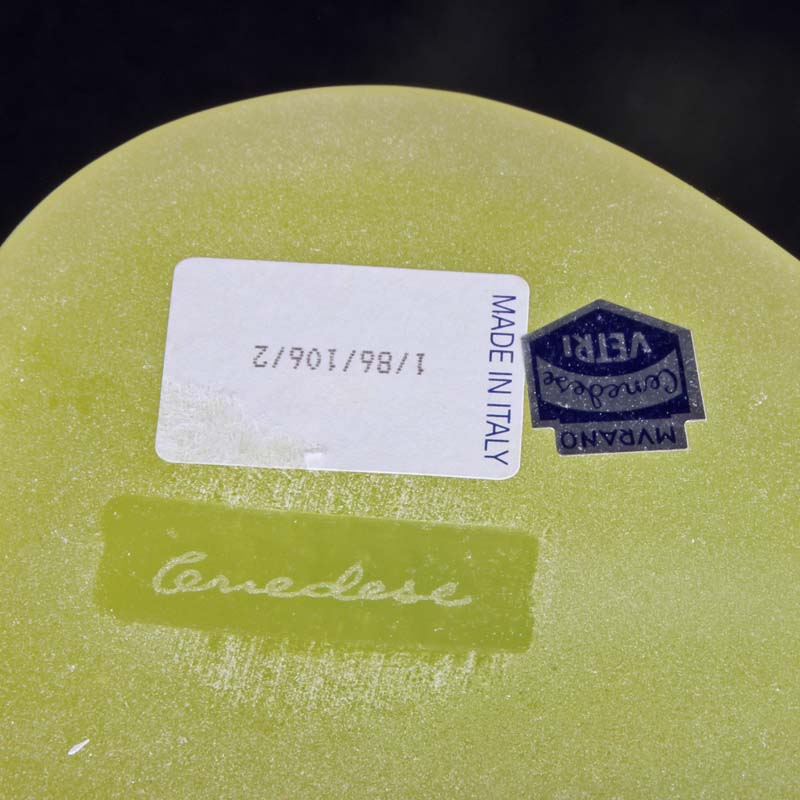 1/86/106/2
MADE IN ITALY
VETRI
Cenedese
MVRANO
Cenedese